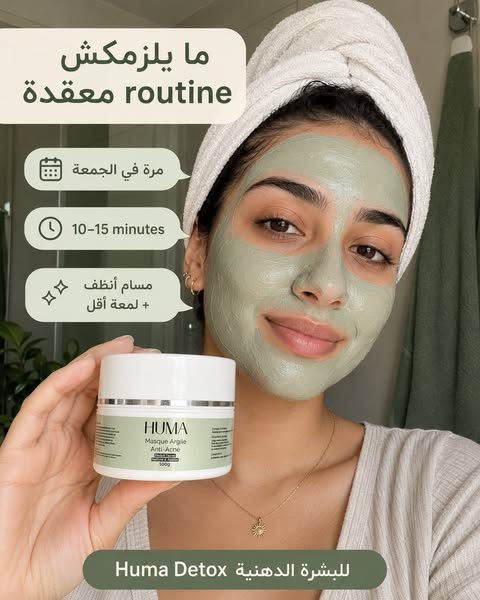 ما يلزمكش
routine معقدة
مرة في الجمعة
10–15 minutes
مسام أنظف
+ لمعة أقل
HUMA
Masque Argile
Anti-Acné
100g
للبشرة الدهنية Huma Detox